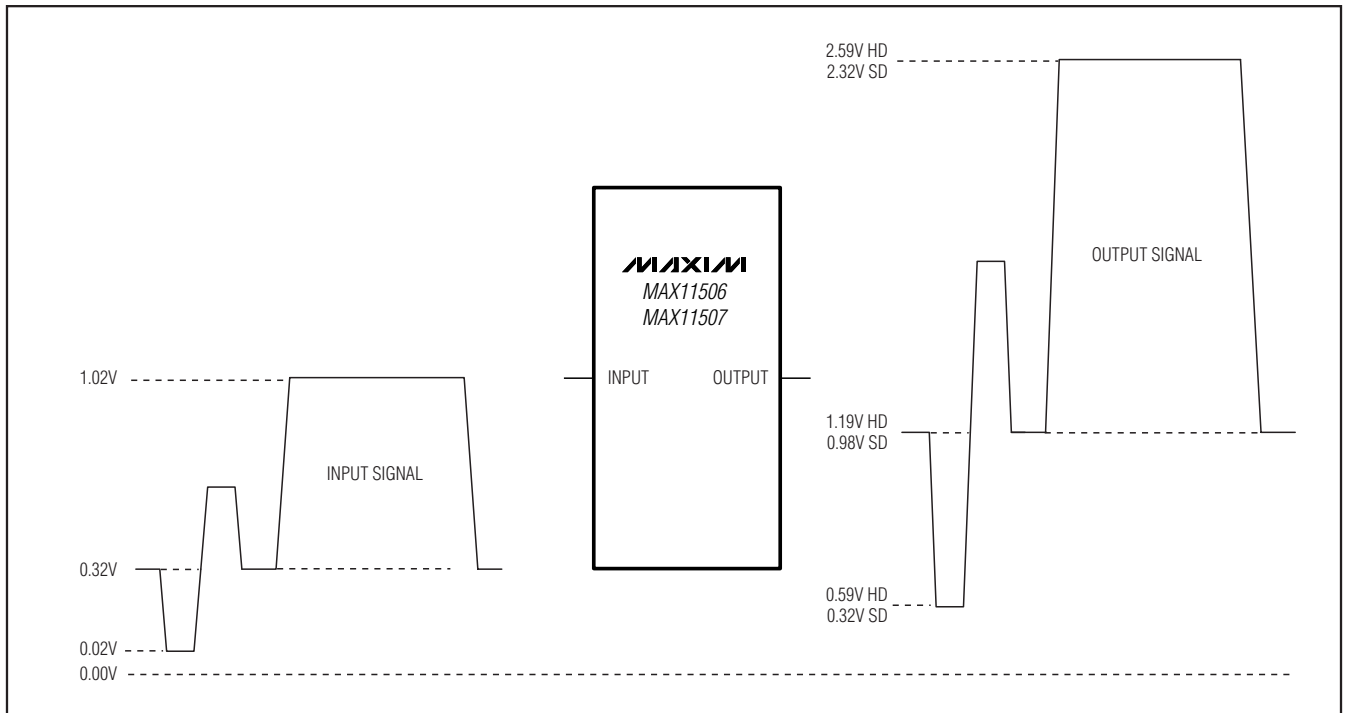 2.59V HD
2.32V SD
OUTPUT SIGNAL
MAXIM
MAX11506
MAX11507
INPUT OUTPUT
1.02V
INPUT SIGNAL
1.19V HD
0.98V SD
0.32V
0.59V HD
0.32V SD
0.02V
0.00V